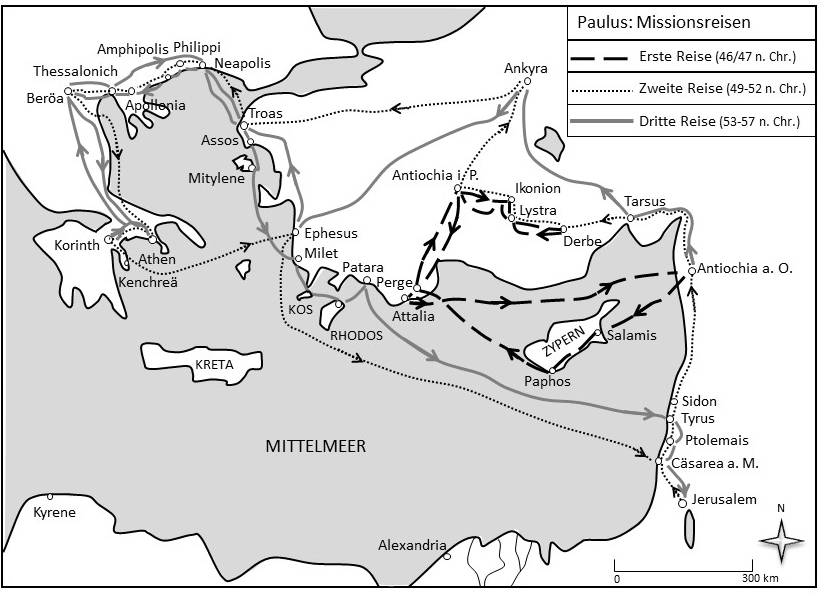 Paulus: Missionsreisen
Erste Reise (46/47 n. Chr.)
Zweite Reise (49-52 n. Chr.)
Dritte Reise (53-57 n. Chr.)
Amphipolis
Philippi
Neapolis
Thessalonich
Beröa
Apollonia
Ankyra
Troas
Assos
Mitylene
Antiochia i. P.
Ikonion
Lystra
Derbe
Tarsus
Korinth
Athen
Kenchreä
Ephesus
Milet
Patara
Perge
Attalia
Antiochia a. O.
KOS
RHODOS
ZYPERN
Salamis
Paphos
KRETA
Sidon
Tyrus
Ptolemais
Cäsarea a. M.
MITTELMEER
Jerusalem
Kyrene
Alexandria
N
0
300 km